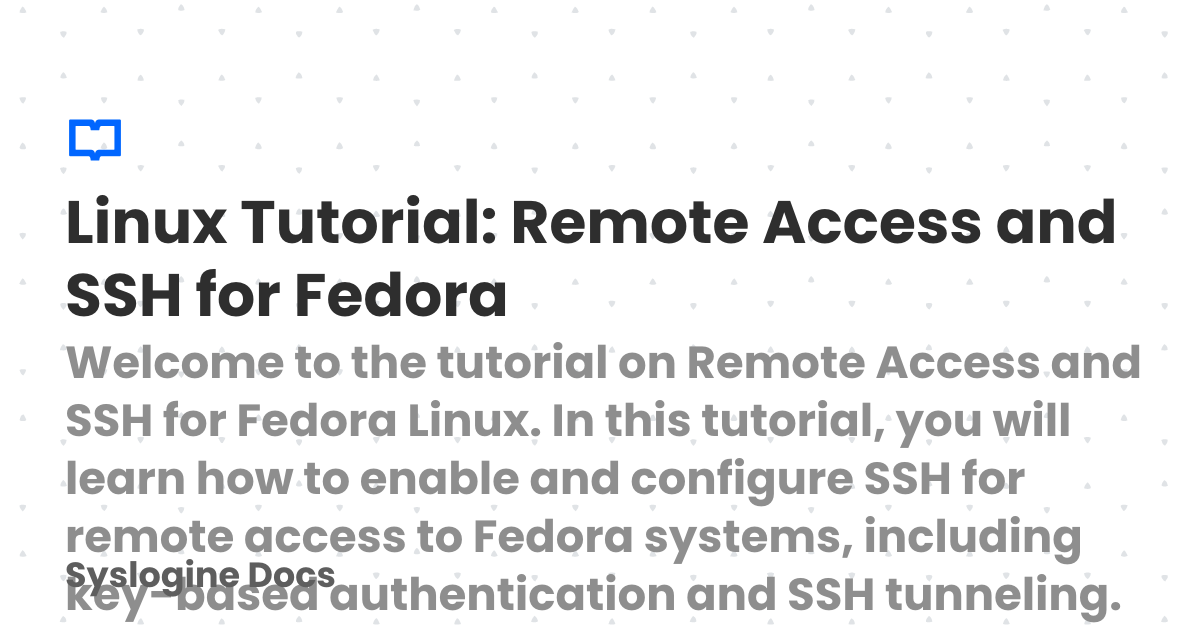 Linux Tutorial: Remote Access and
SSH for Fedora
Welcome to the tutorial on Remote Access and
SSH for Fedora Linux. In this tutorial, you will
learn how to enable and configure SSH for
remote access to Fedora systems, including
Syslogine Docs
key-based authentication and SSH tunneling.